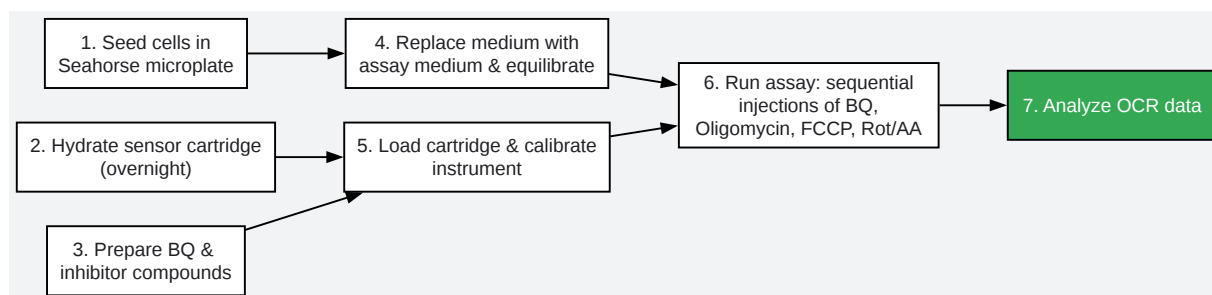 1. Seed cells in
Seahorse microplate
4. Replace medium with
assay medium & equilibrate
6. Run assay: sequential
injections of BQ,
Oligomycin, FCCP, Rot/AA
7. Analyze OCR data
2. Hydrate sensor cartridge
(overnight)
5. Load cartridge & calibrate
instrument
3. Prepare BQ &
inhibitor compounds